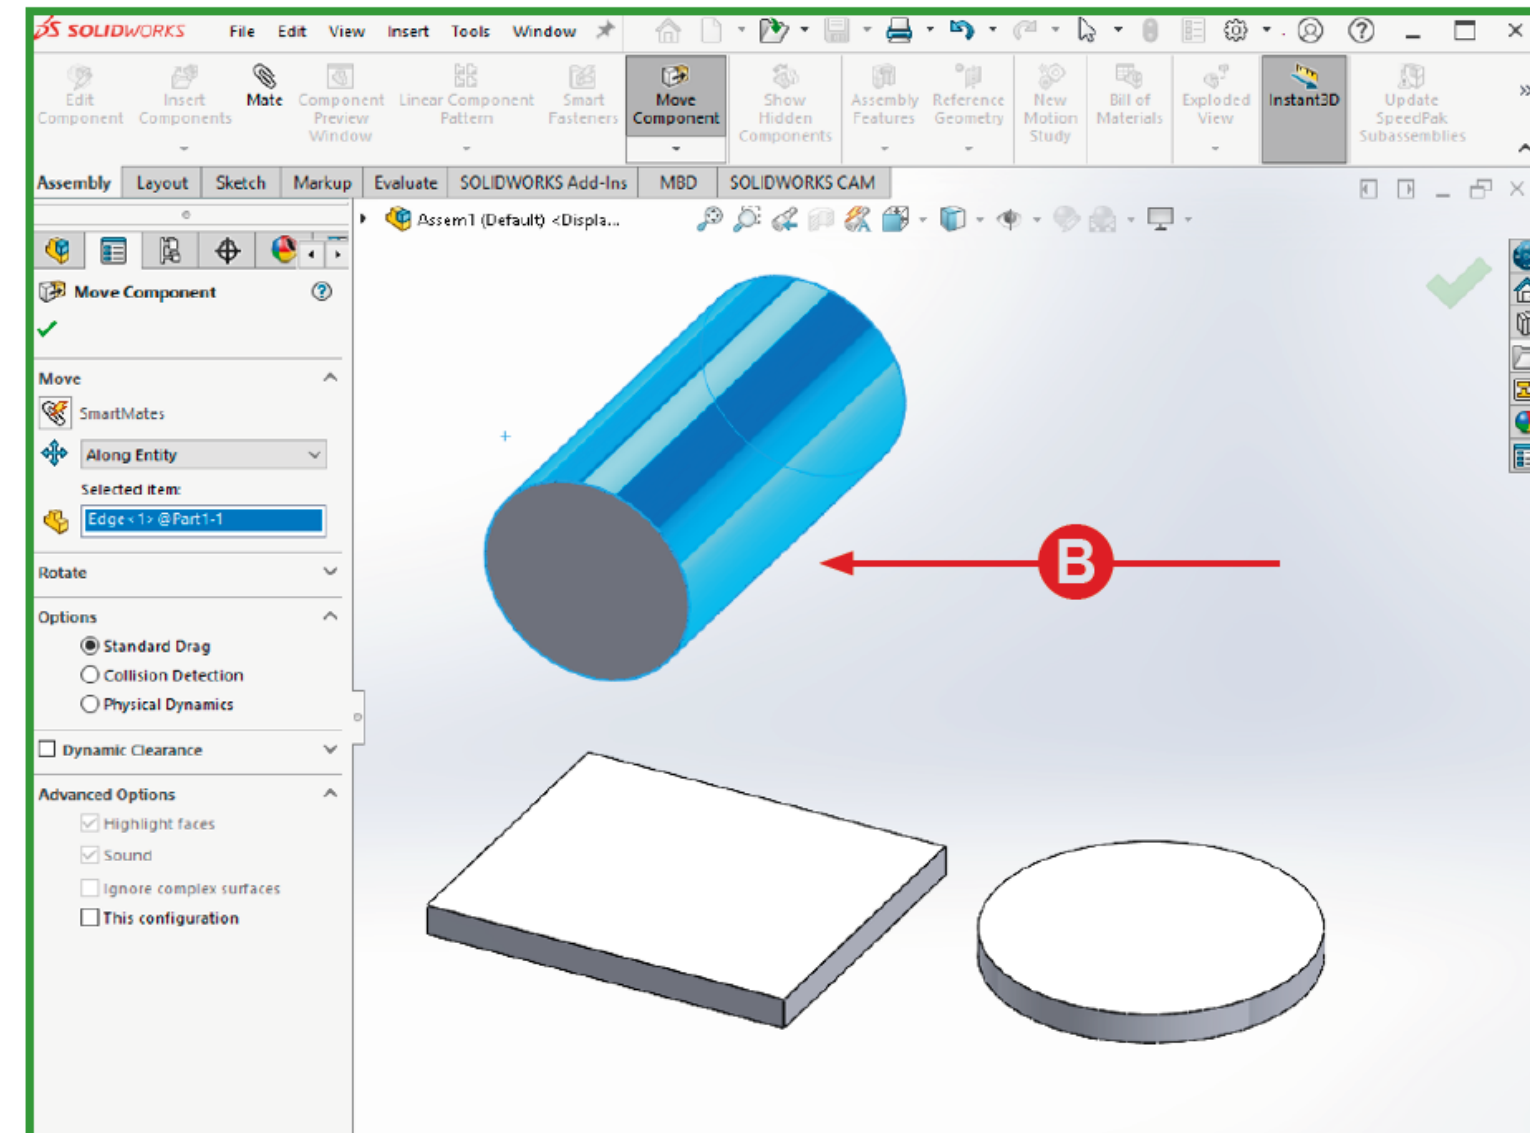 SOLIDWORKS File Edit View Insert Tools Window
Edit Component
Insert Components
Mate
Component Preview Window
Linear Component Pattern
Smart Fasteners
Move Component
Show Hidden Components
Assembly Features
Reference Geometry
New Motion Study
Bill of Materials
Exploded View
Instant3D
Update SpeedPak Subassemblies
Assembly Layout Sketch Markup Evaluate SOLIDWORKS Add-Ins MBD SOLIDWORKS CAM
Assem1 (Default) <Displa...
Move Component
Move
SmartMates
Along Entity
Selected item:
Edge<1>@Part1-1
Rotate
Options
Standard Drag
Collision Detection
Physical Dynamics
Dynamic Clearance
Advanced Options
Highlight faces
Sound
Ignore complex surfaces
This configuration
B